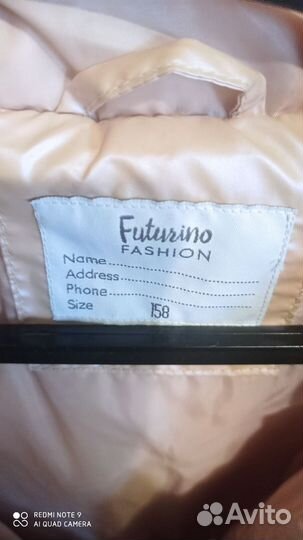 Futurino
FASHION
Name
Address
Phone
Size 158
REDMI NOTE 9
AI QUAD CAMERA
Avito